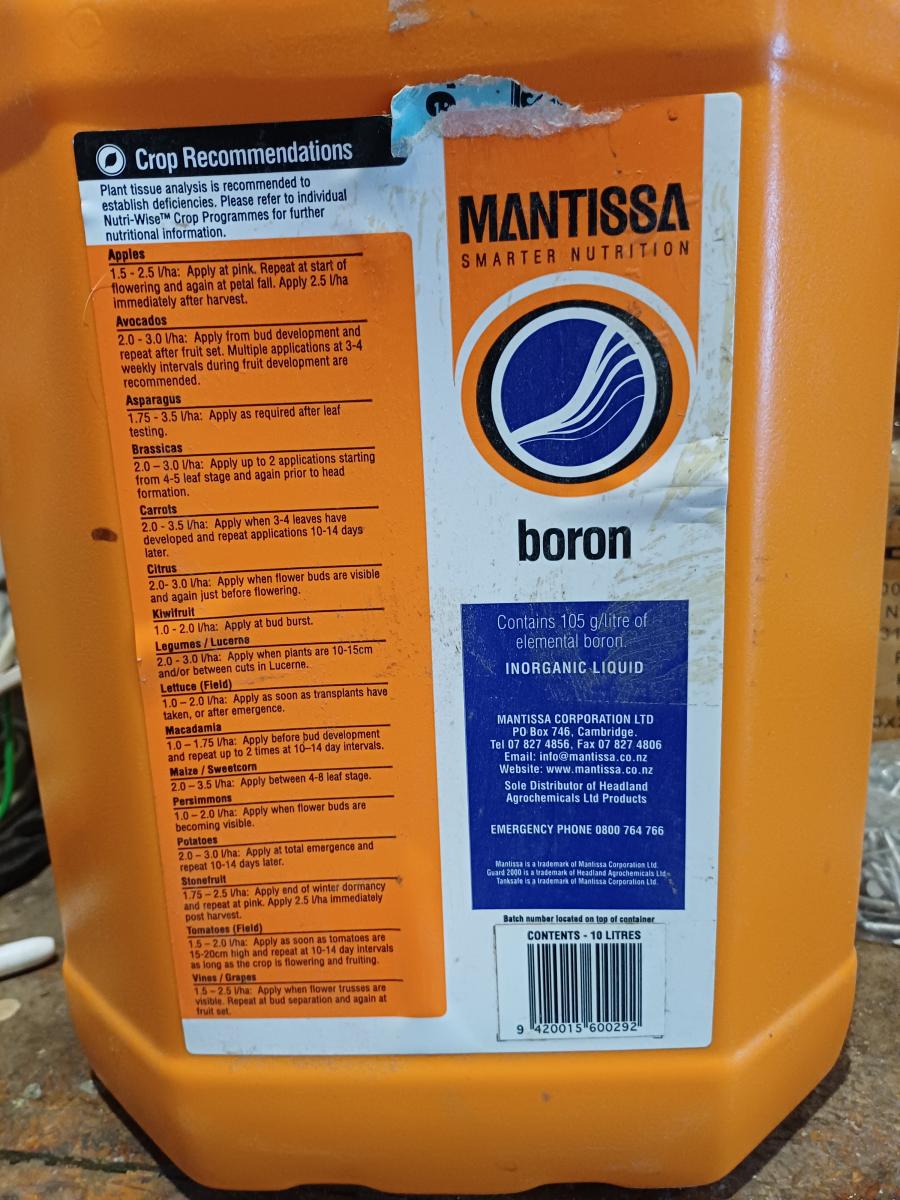 Crop Recommendations
Plant tissue analysis is recommended to
establish deficiencies. Please refer to individual
Nutri-Wise™ Crop Programmes for further
nutritional information.
Apples
1.5 - 2.5 l/ha: Apply at pink. Repeat at start of
flowering and again at petal fall. Apply 2.5 l/ha
immediately after harvest.
Avocados
2.0 - 3.0 l/ha: Apply from bud development and
repeat after fruit set. Multiple applications at 3-4
weekly intervals during fruit development are
recommended.
Asparagus
1.75 - 3.5 l/ha: Apply as required after leaf
testing.
Brassicas
2.0 – 3.0 l/ha: Apply up to 2 applications starting
from 4-5 leaf stage and again prior to head
formation.
Carrots
2.0 - 3.5 l/ha: Apply when 3-4 leaves have
developed and repeat applications 10-14 days
later.
Citrus
2.0- 3.0 l/ha: Apply when flower buds are visible
and again just before flowering.
Kiwifruit
1.0 - 2.0 l/ha: Apply at bud burst.
Legumes / Lucerne
2.0 - 3.0 l/ha: Apply when plants are 10-15cm
and/or between cuts in Lucerne.
Lettuce (Field)
1.0 – 2.0 l/ha: Apply as soon as transplants have
taken, or after emergence.
Macadamia
1.0 – 1.75 l/ha: Apply before bud development
and repeat up to 2 times at 10–14 day intervals.
Maize / Sweetcorn
2.0 – 3.5 l/ha: Apply between 4-8 leaf stage.
Persimmons
1.0 – 2.0 l/ha: Apply when flower buds are
becoming visible.
Potatoes
2.0 – 3.0 l/ha: Apply at total emergence and
repeat 10-14 days later.
Stonefruit
1.75 – 2.5 l/ha: Apply end of winter dormancy
and repeat at pink. Apply 2.5 l/ha immediately
post harvest.
Tomatoes (Field)
1.5 – 2.0 l/ha: Apply as soon as tomatoes are
15-20cm high and repeat at 10-14 day intervals
as long as the crop is flowering and fruiting.
Vines / Grapes
1.5 – 2.5 l/ha: Apply when flower trusses are
visible. Repeat at bud separation and again at
fruit set.
MANTISSA
SMARTER NUTRITION
boron
Contains 105 g/litre of
elemental boron.
INORGANIC LIQUID
MANTISSA CORPORATION LTD
PO Box 746, Cambridge.
Tel 07 827 4856, Fax 07 827 4806
Email: info@mantissa.co.nz
Website: www.mantissa.co.nz
Sole Distributor of Headland
Agrochemicals Ltd Products
EMERGENCY PHONE 0800 764 766
Mantissa is a trademark of Mantissa Corporation Ltd.
Guard 2000 is a trademark of Headland Agrochemicals Ltd.
Tanksafe is a trademark of Mantissa Corporation Ltd.
Batch number located on top of container
CONTENTS - 10 LITRES
9 420015 600292